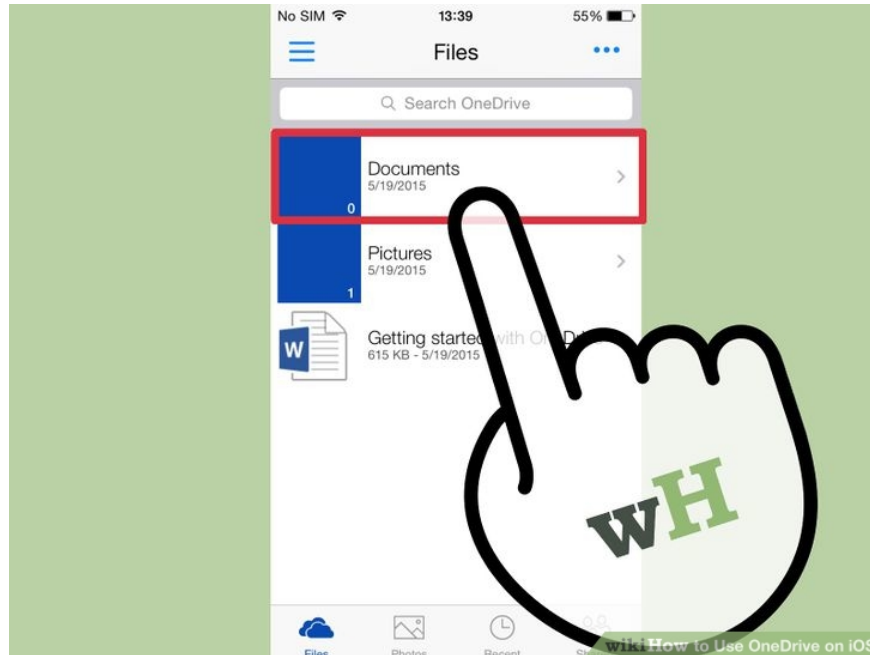 No SIM 13:39 55%
Files
Search OneDrive
Documents
5/19/2015
0
Pictures
5/19/2015
1
W
Getting started with
615 KB - 5/19/2015
wH
Files Photos Recent
wikiHow to Use OneDrive on iOS